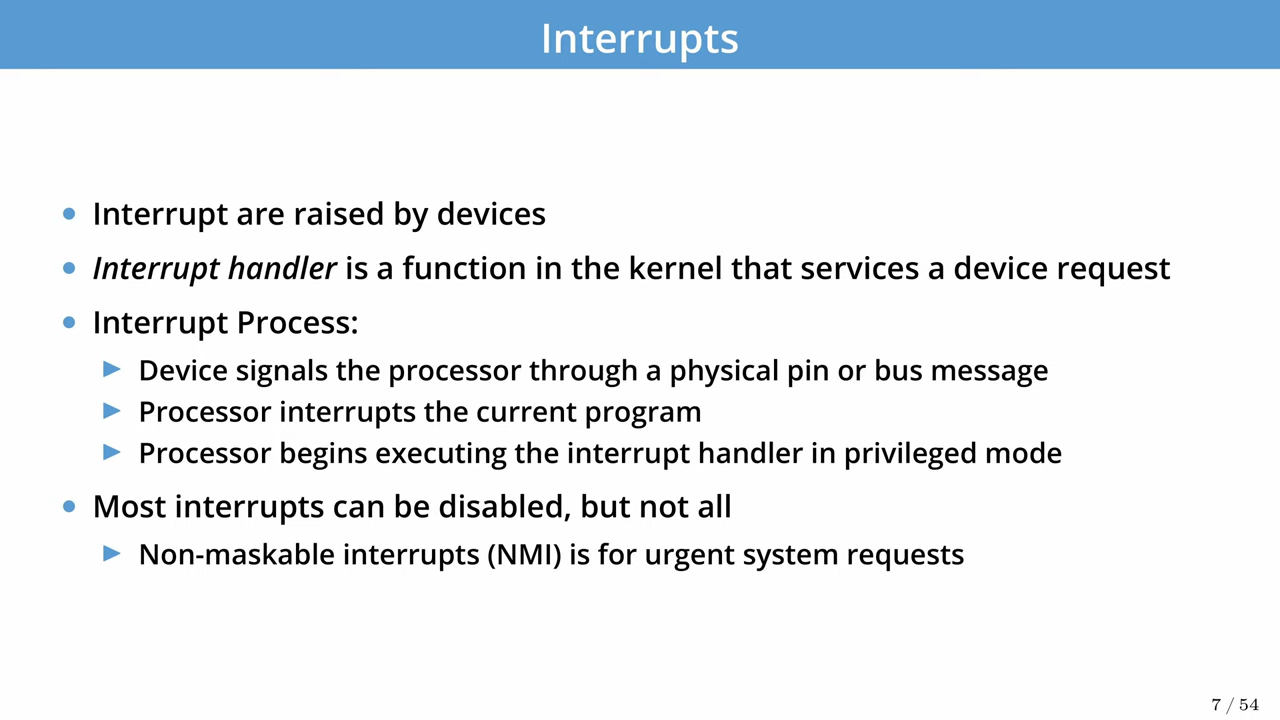 Interrupts
Interrupt are raised by devices
Interrupt handler is a function in the kernel that services a device request
Interrupt Process:
Device signals the processor through a physical pin or bus message
Processor interrupts the current program
Processor begins executing the interrupt handler in privileged mode
Most interrupts can be disabled, but not all
Non-maskable interrupts (NMI) is for urgent system requests
7 / 54